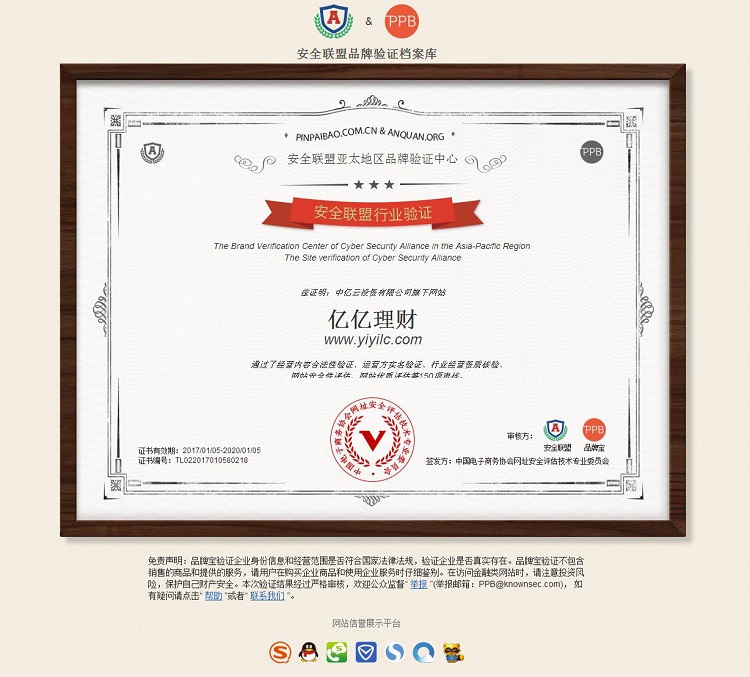 A & PPB
安全联盟品牌验证档案库
PINPAIBAO.COM.CN & ANQUAN.ORG
A
安全联盟亚太地区品牌验证中心
PPB
安全联盟行业验证
The Brand Verification Center of Cyber Security Alliance in the Asia-Pacific Region
The Site verification of Cyber Security Alliance
兹证明：中亿云投资有限公司旗下网站
亿亿理财
www.yiyilc.com
通过了经营内容合法性验证、运营方实名验证、行业经营资质核验、
网站安全性评估、网站优质评估等150项审核。
中国电子商务协会网址安全评估技术专业委员会
V
审核方：
A PPB
安全联盟 品牌宝
证书有效期：2017/01/05-2020/01/05
证书编号：TL022017010580218
签发方：中国电子商务协会网址安全评估技术专业委员会
免责声明：品牌宝验证企业身份信息和经营范围是否符合国家法律法规，验证企业是否真实存在。品牌宝验证不包含
销售的商品和提供的服务，请用户在购买企业商品和使用企业服务时仔细鉴别。在访问金融类网站时，请注意投资风
险，保护自己财产安全。本次验证结果经过严格审核，欢迎公众监督“ 举报 ”(举报邮箱：PPB@knownsec.com)， 如
有疑问请点击“ 帮助 ”或者“ 联系我们 ”。
网站信誉展示平台